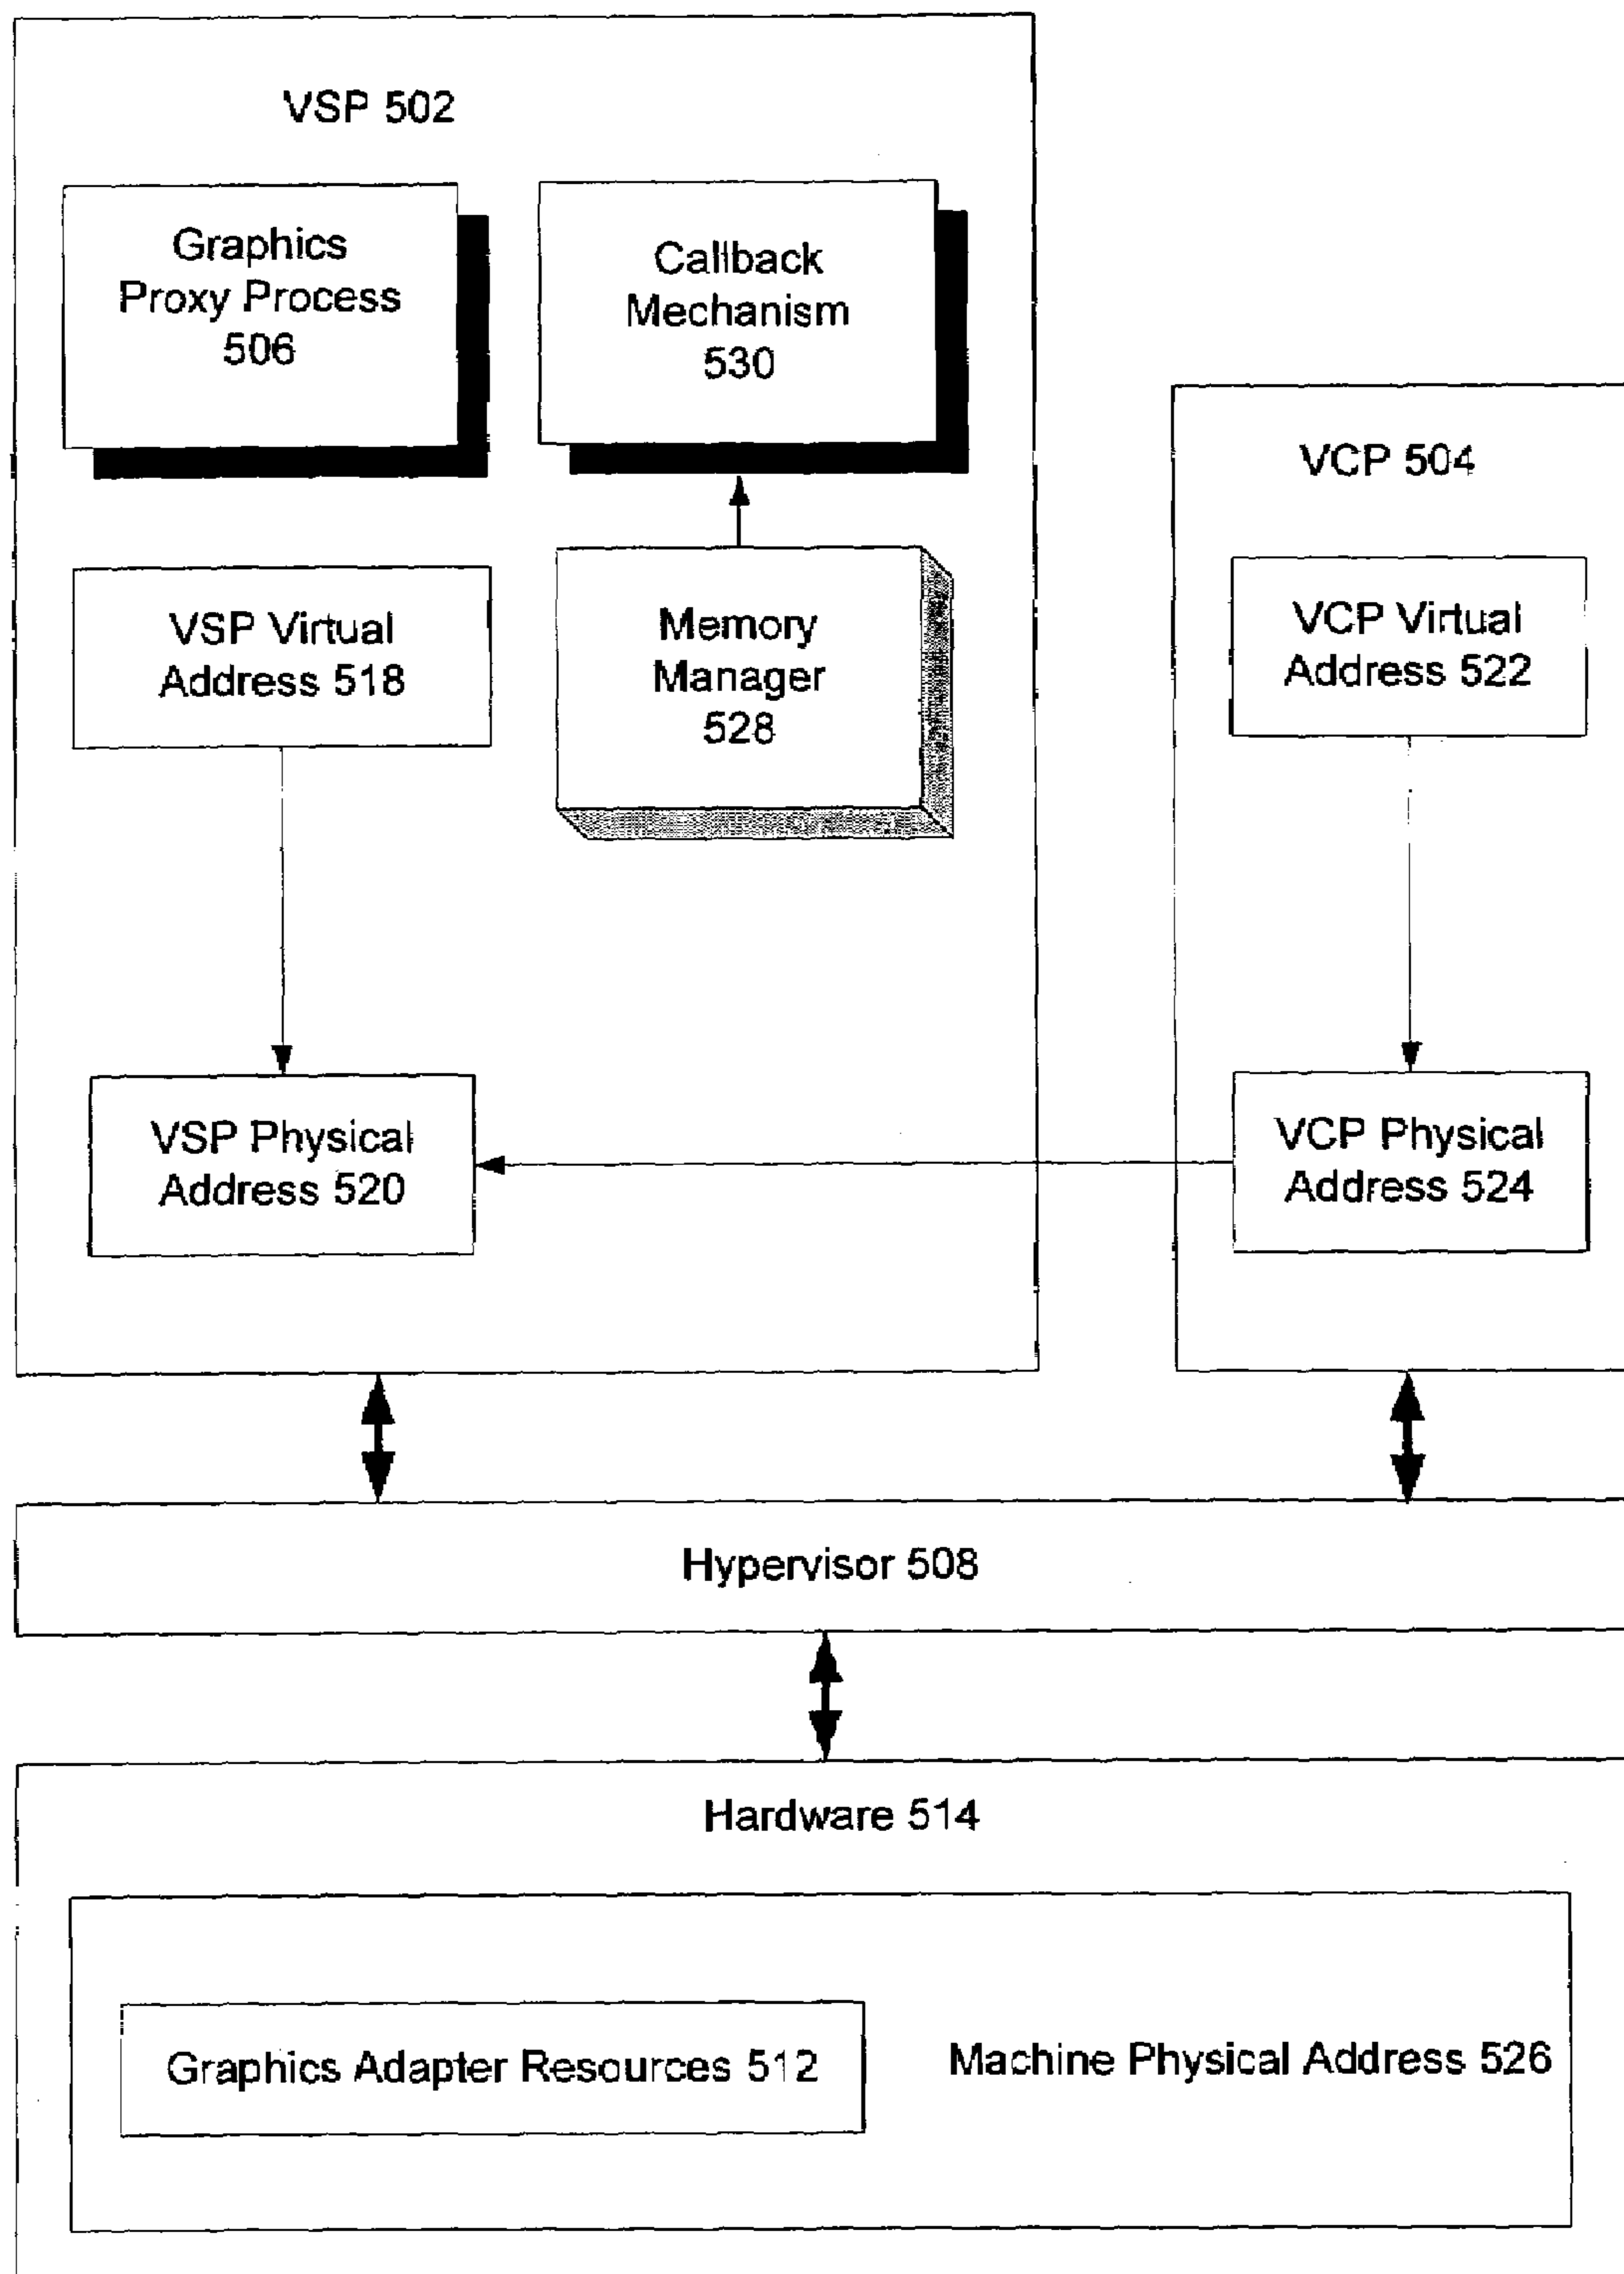 VSP 502
Graphics
Proxy Process
506
Callback
Mechanism
530
VCP 504
VSP Virtual
Address 518
Memory
Manager
528
VCP Virtual
Address 522
VSP Physical
Address 520
VCP Physical
Address 524
Hypervisor 508
Hardware 514
Graphics Adapter Resources 512
Machine Physical Address 526